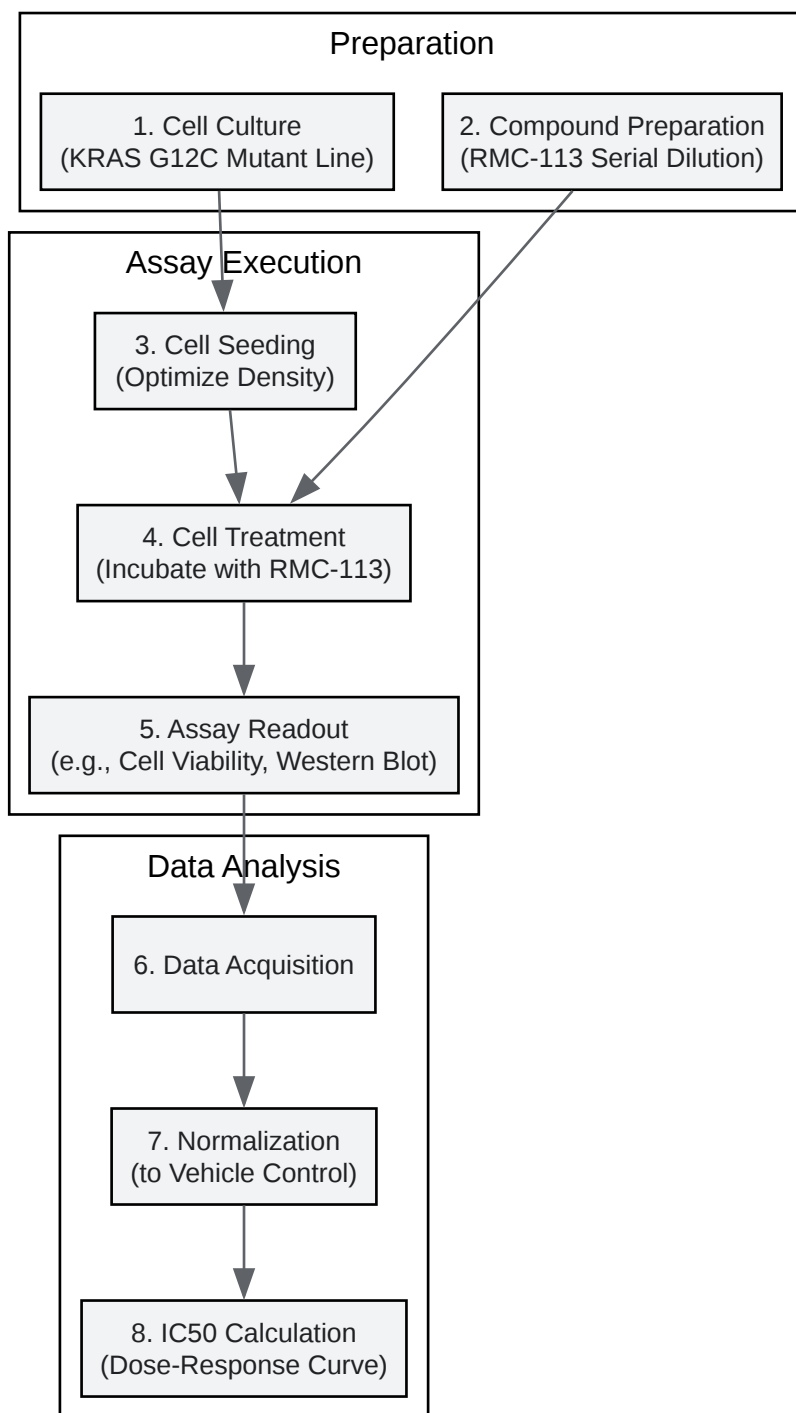 Preparation
1. Cell Culture
(KRAS G12C Mutant Line)
2. Compound Preparation
(RMC-113 Serial Dilution)
Assay Execution
3. Cell Seeding
(Optimize Density)
4. Cell Treatment
(Incubate with RMC-113)
5. Assay Readout
(e.g., Cell Viability, Western Blot)
Data Analysis
6. Data Acquisition
7. Normalization
(to Vehicle Control)
8. IC50 Calculation
(Dose-Response Curve)